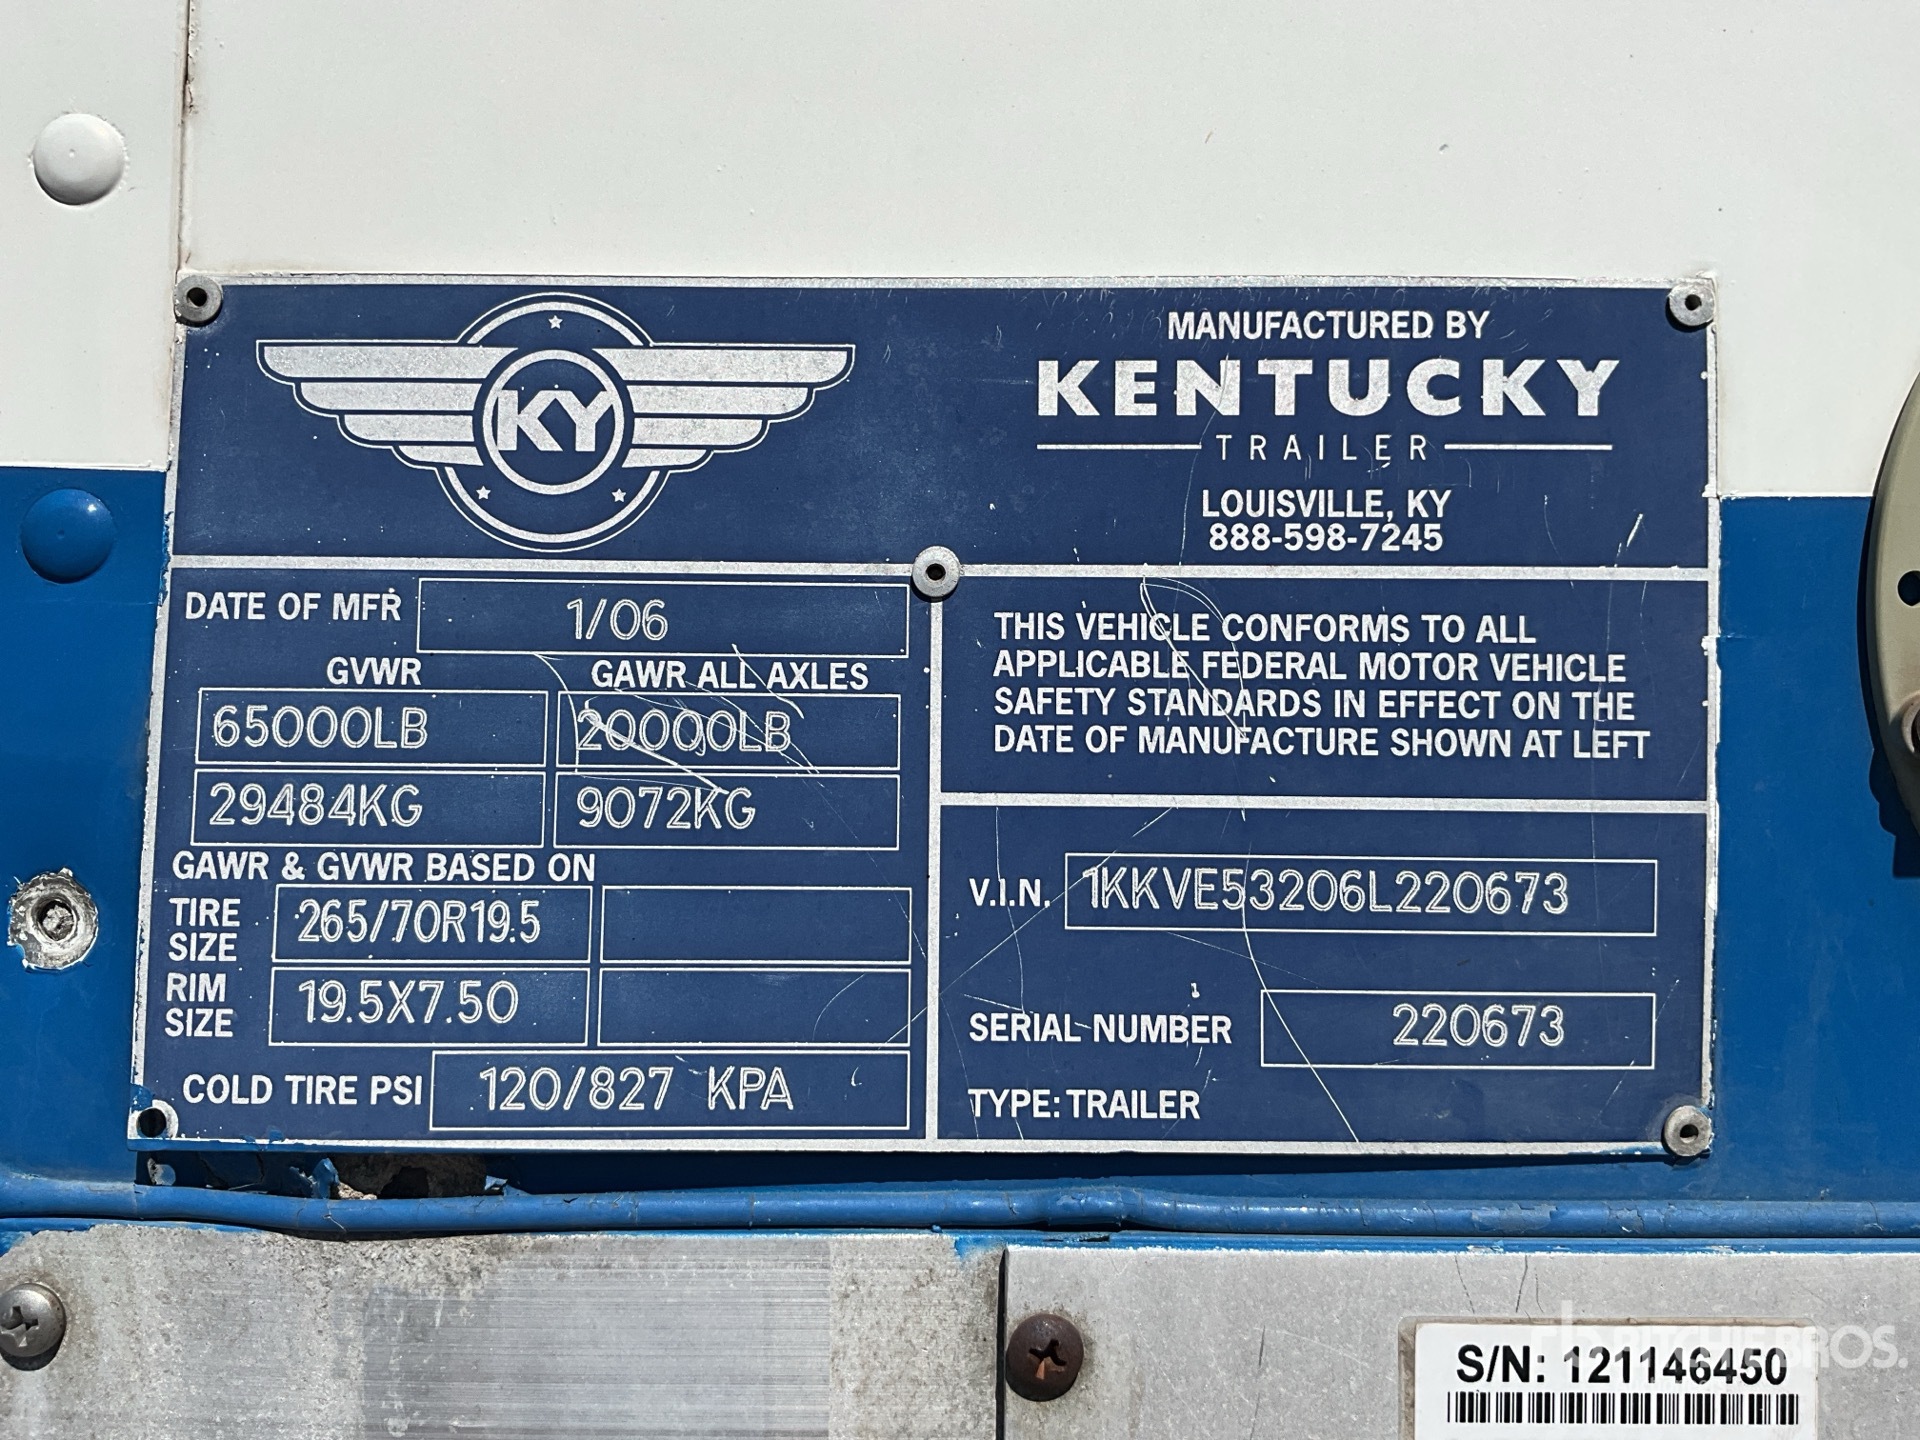 KY
MANUFACTURED BY
KENTUCKY
TRAILER
LOUISVILLE, KY
888-598-7245
DATE OF MFR 1/06
GVWR GAWR ALL AXLES
65000LB 20000LB
29484KG 9072KG
GAWR & GVWR BASED ON
TIRE SIZE 265/70R19.5
RIM SIZE 19.5X7.50
COLD TIRE PSI 120/827 KPA
THIS VEHICLE CONFORMS TO ALL
APPLICABLE FEDERAL MOTOR VEHICLE
SAFETY STANDARDS IN EFFECT ON THE
DATE OF MANUFACTURE SHOWN AT LEFT
V.I.N. 1KKVE53206L220673
SERIAL NUMBER 220673
TYPE: TRAILER
S/N: 121146450
rb RITCHIE BROS.